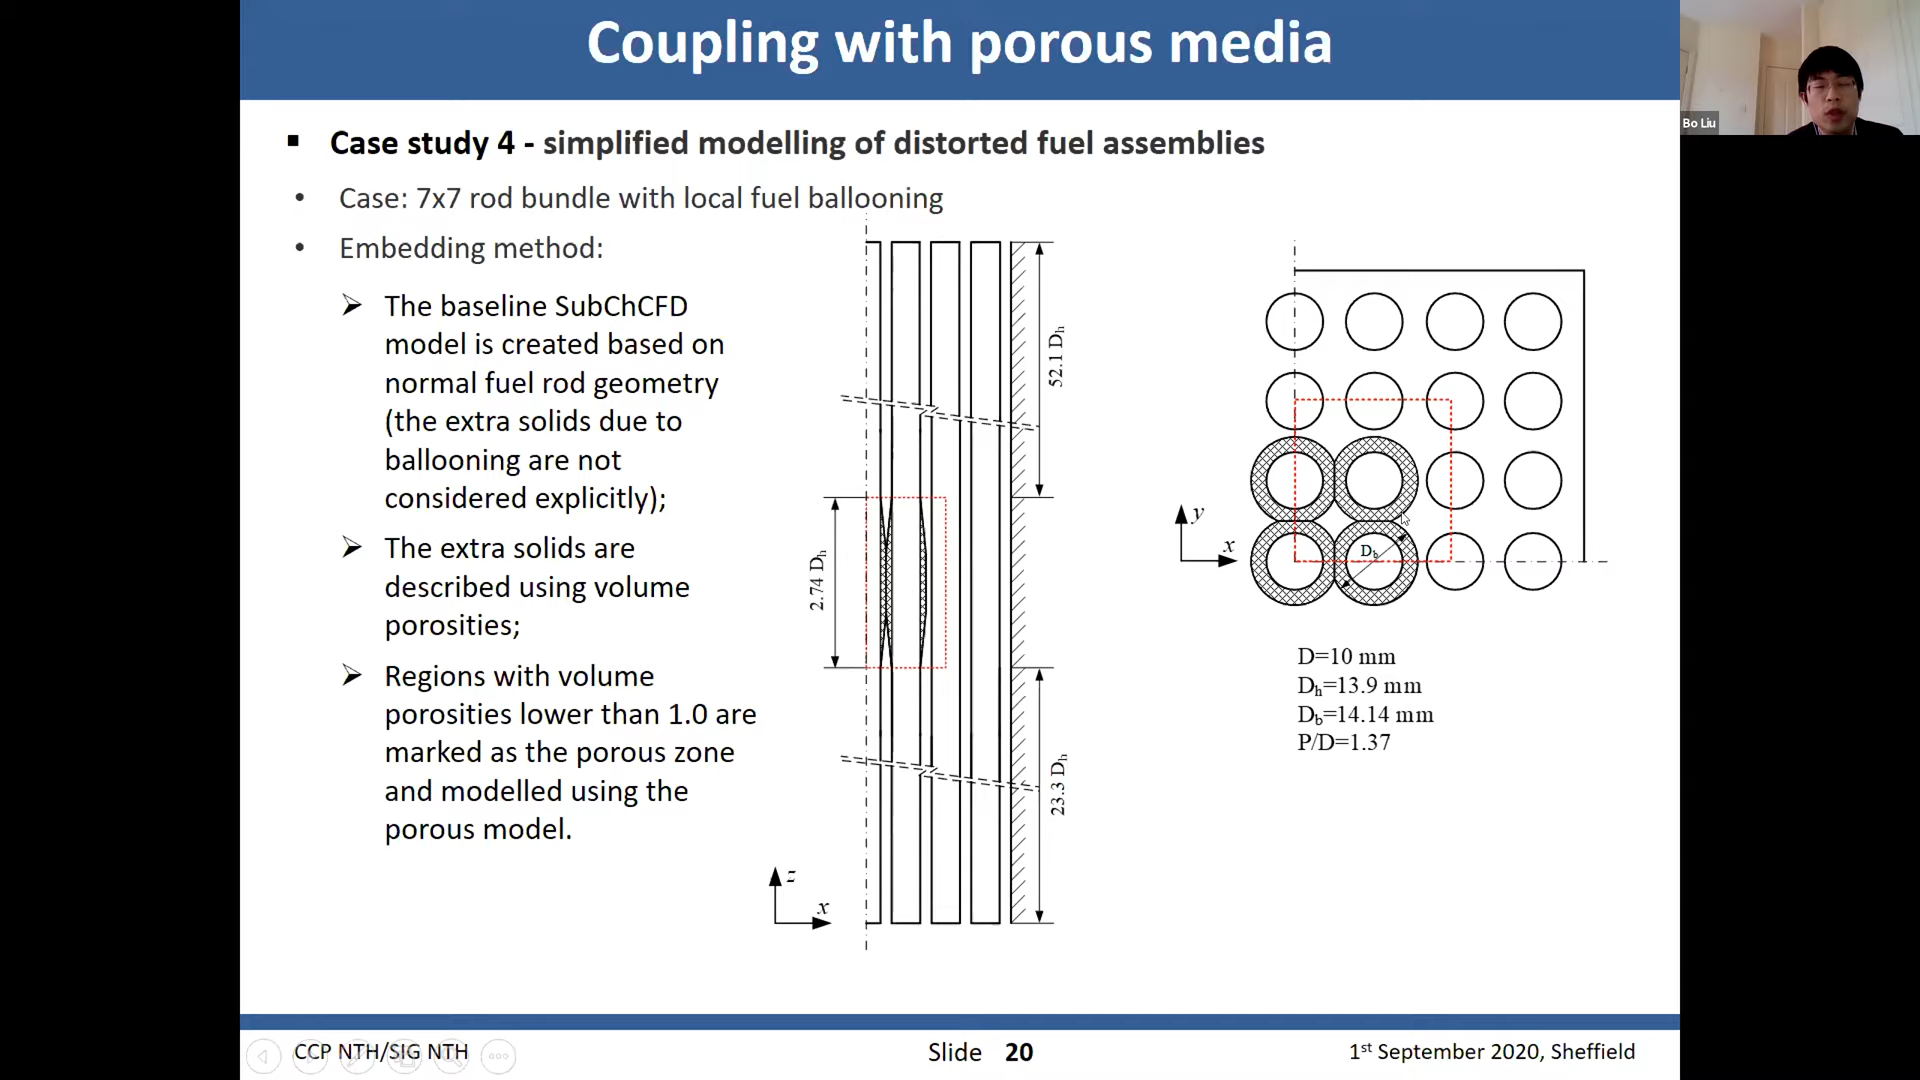 Coupling with porous media
Bo Liu
▪ Case study 4 - simplified modelling of distorted fuel assemblies
• Case: 7x7 rod bundle with local fuel ballooning
• Embedding method:
➢ The baseline SubChCFD
model is created based on
normal fuel rod geometry
(the extra solids due to
ballooning are not
considered explicitly);
➢ The extra solids are
described using volume
porosities;
➢ Regions with volume
porosities lower than 1.0 are
marked as the porous zone
and modelled using the
porous model.
52.1 Dh
2.74 Dh
23.3 Dh
z
x
y
x
Db
D=10 mm
Dh=13.9 mm
Db=14.14 mm
P/D=1.37
CCP NTH/SIG NTH
Slide 20
1st September 2020, Sheffield